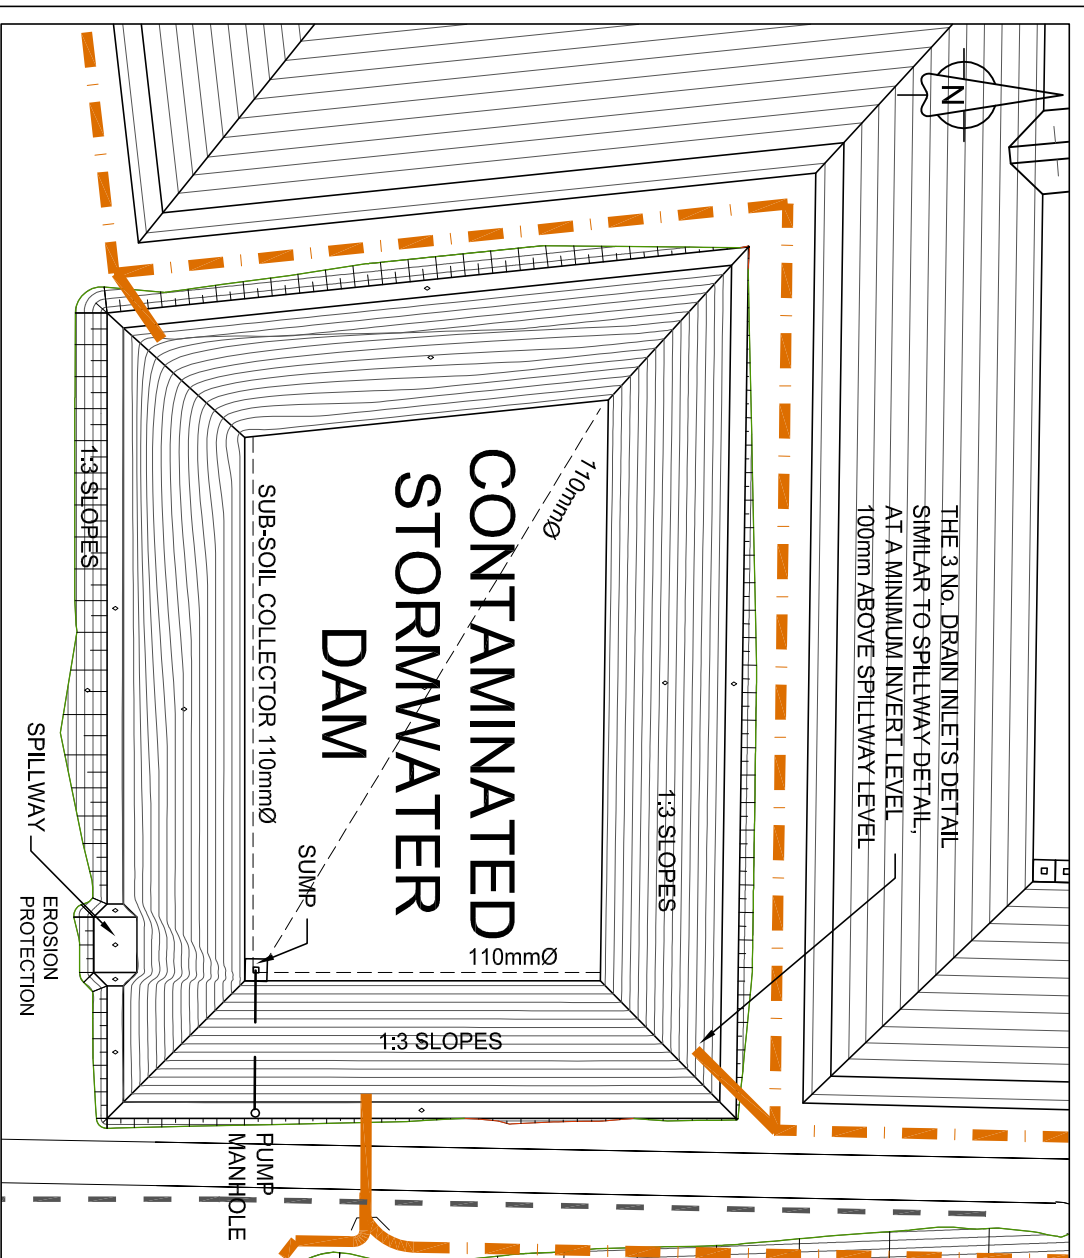 N
THE 3 No. DRAIN INLETS DETAIL
SIMILAR TO SPILLWAY DETAIL,
AT A MINIMUM INVERT LEVEL
100mm ABOVE SPILLWAY LEVEL
1:3 SLOPES
110mmØ
CONTAMINATED
STORMWATER
DAM
110mmØ
SUB-SOIL COLLECTOR 110mmØ
SUMP
1:3 SLOPES
1:3 SLOPES
SPILLWAY
EROSION
PROTECTION
PUMP
MANHOLE